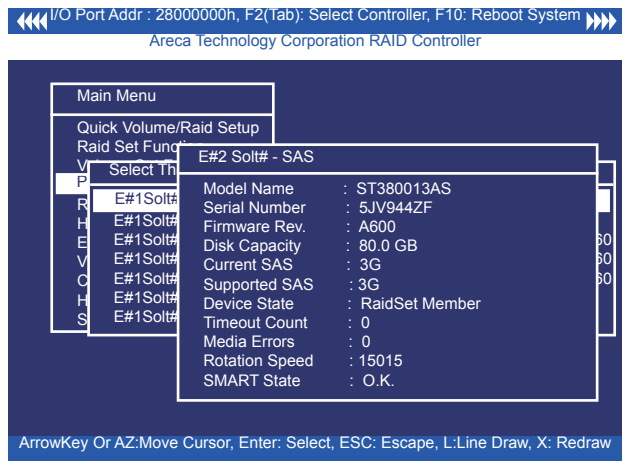 I/O Port Addr : 28000000h, F2(Tab): Select Controller, F10: Reboot System
Areca Technology Corporation RAID Controller
Main Menu
Quick Volume/Raid Setup
Raid Set
V
P
R
H
E
V
C
H
S
Select Th
E#1Solt#
E#1Solt#
E#1Solt#
E#1Solt#
E#1Solt#
E#1Solt#
60
60
60
E#2 Solt# - SAS
Model Name : ST380013AS
Serial Number : 5JV944ZF
Firmware Rev. : A600
Disk Capacity : 80.0 GB
Current SAS : 3G
Supported SAS : 3G
Device State : RaidSet Member
Timeout Count : 0
Media Errors : 0
Rotation Speed : 15015
SMART State : O.K.
ArrowKey Or AZ:Move Cursor, Enter: Select, ESC: Escape, L:Line Draw, X: Redraw